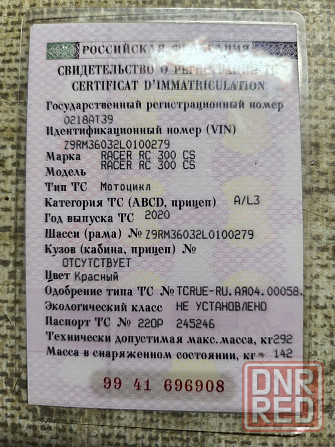 РОССИЙСКАЯ ФЕДЕРАЦИЯ
СВИДЕТЕЛЬСТВО О РЕГИСТРАЦИИ ТС
CERTIFICAT D'IMMATRICULATION
Государственный регистрационный номер
0218АТ39
Идентификационный номер (VIN)
Z9RM36032L0100279
Марка RACER RC 300 CS
Модель RACER RC 300 CS
Тип ТС Мотоцикл
Категория ТС (ABCD, прицеп) A/L3
Год выпуска ТС 2020
Шасси (рама) № Z9RM36032L0100279
Кузов (кабина, прицеп) №
ОТСУТСТВУЕТ
Цвет Красный
Одобрение типа ТС № TCRUE-RU.АЯ04.00058.
Экологический класс НЕ УСТАНОВЛЕНО
Паспорт ТС № 220Р 245246
Технически допустимая макс. масса, кг 292
Масса в снаряженном состоянии, кг 142
99 41 696908
DNR
RED